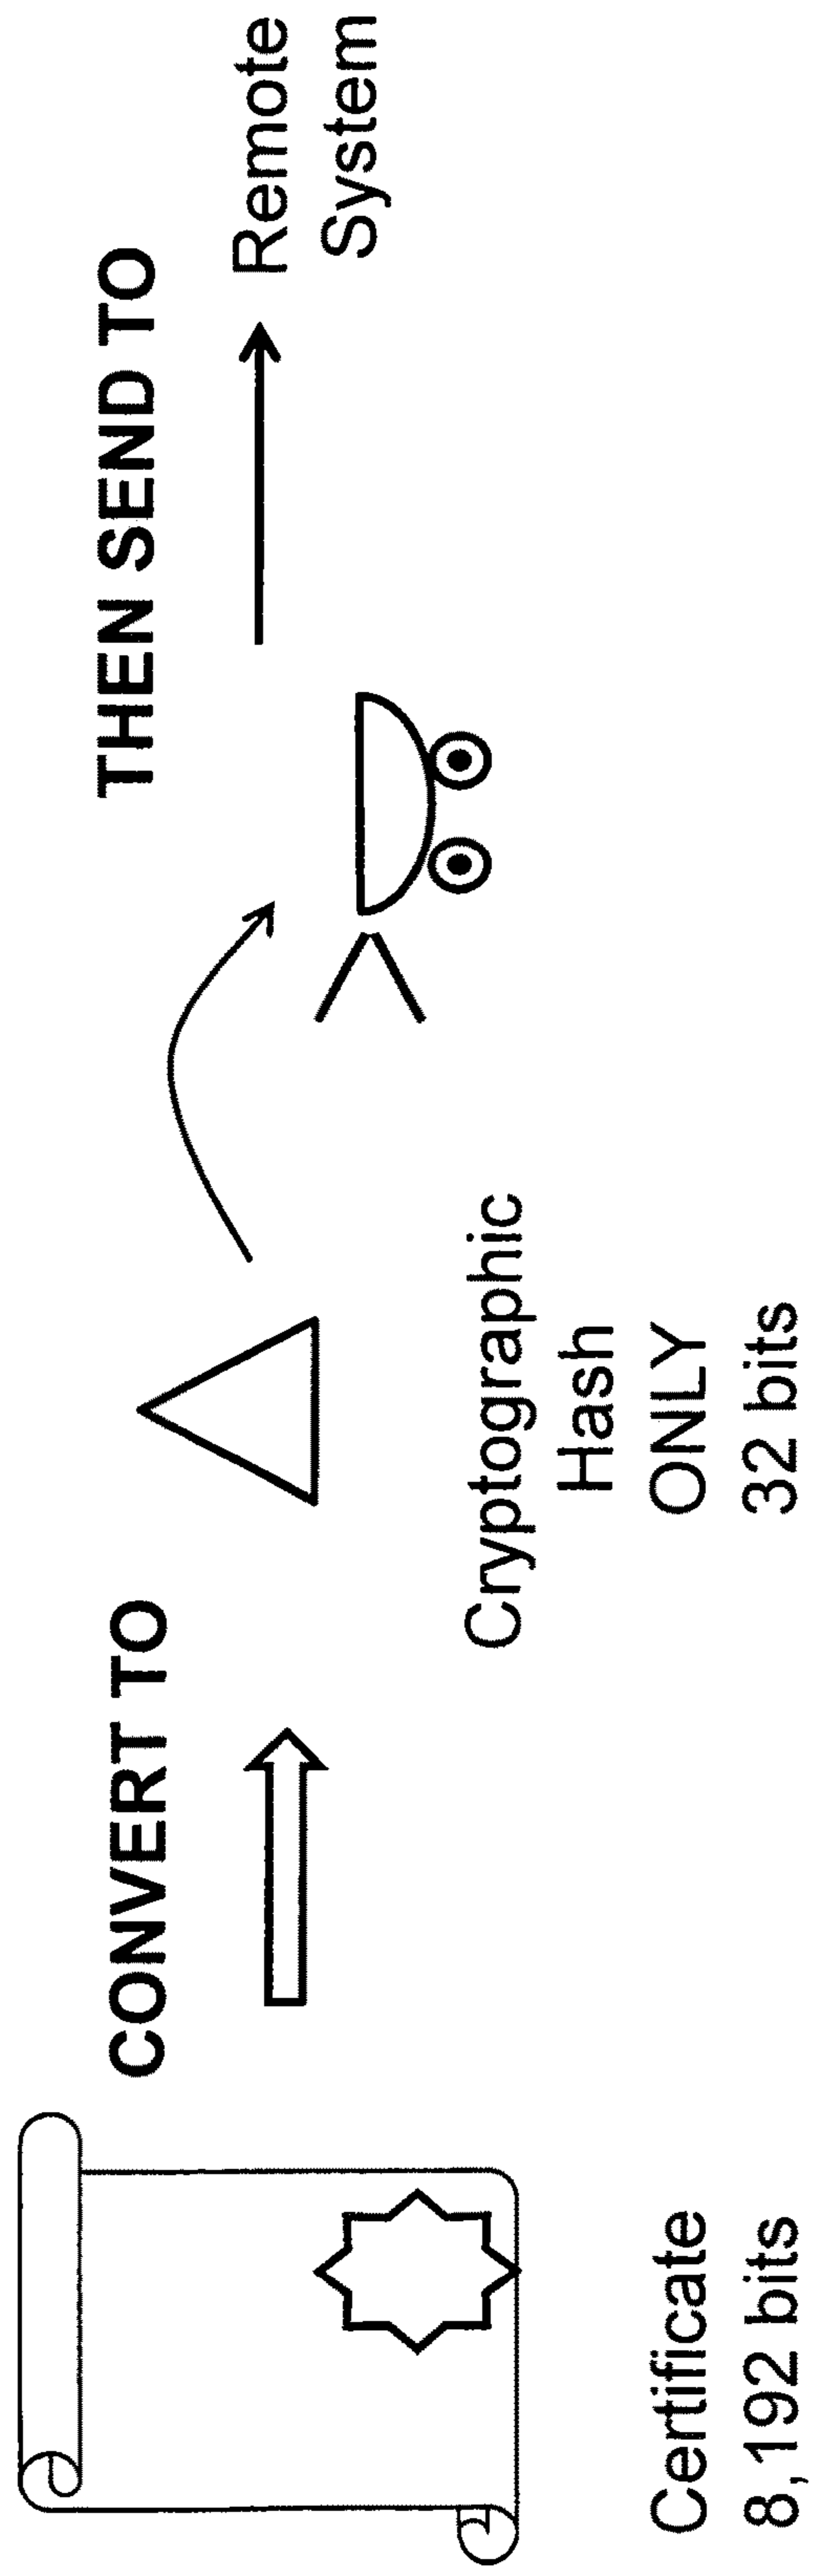 CONVERT TO
THEN SEND TO
Remote
System
Certificate
8,192 bits
Cryptographic
Hash
ONLY
32 bits